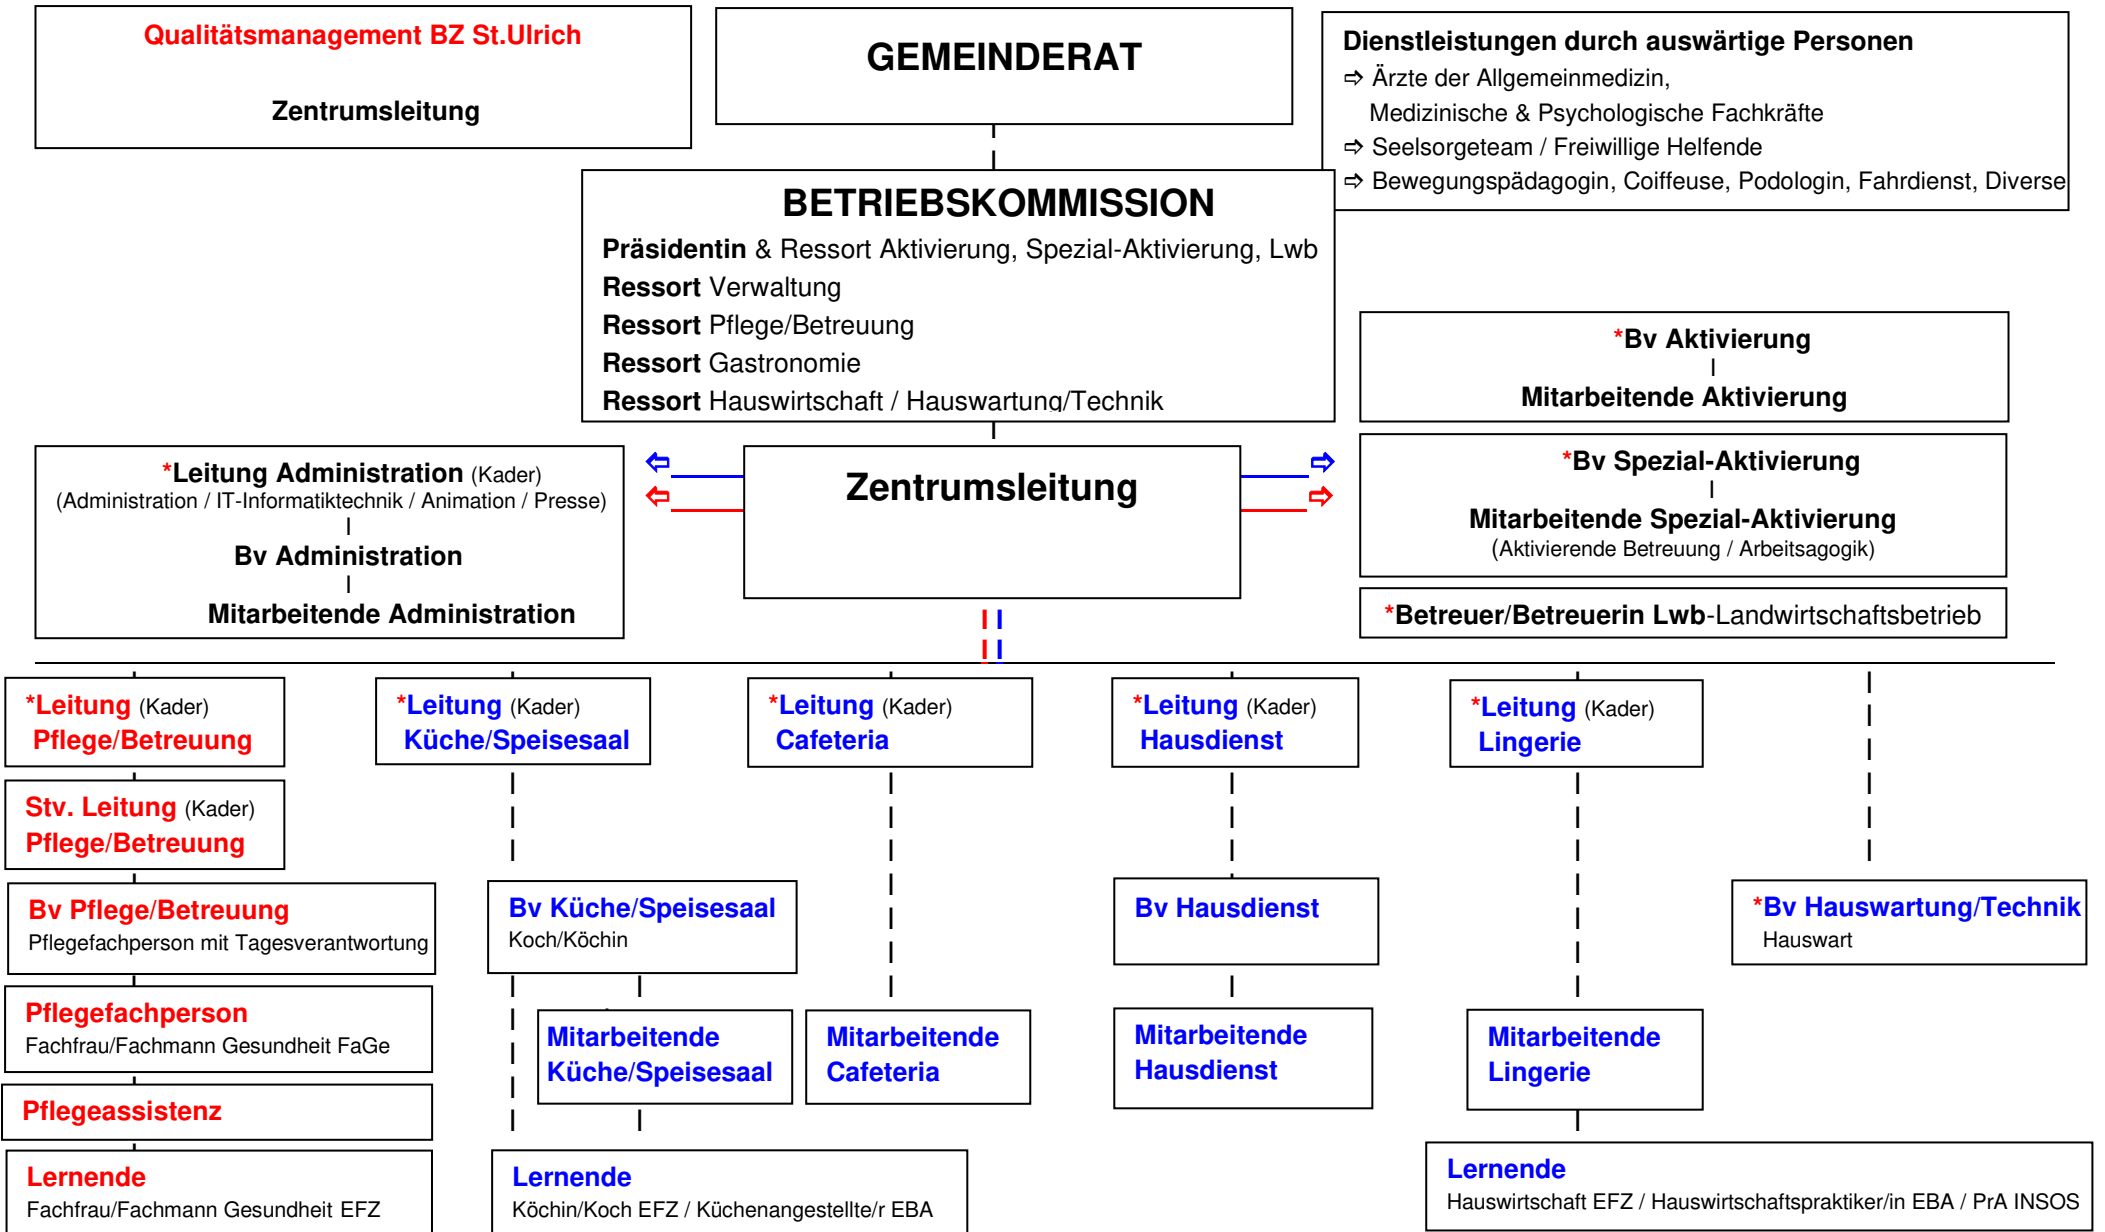 Qualitätsmanagement BZ St.Ulrich
Zentrumsleitung
GEMEINDERAT
Dienstleistungen durch auswärtige Personen
⇨ Ärzte der Allgemeinmedizin,
Medizinische & Psychologische Fachkräfte
⇨ Seelsorgeteam / Freiwillige Helfende
⇨ Bewegungspädagogin, Coiffeuse, Podologin, Fahrdienst, Diverse
BETRIEBSKOMMISSION
Präsidentin & Ressort Aktivierung, Spezial-Aktivierung, Lwb
Ressort Verwaltung
Ressort Pflege/Betreuung
Ressort Gastronomie
Ressort Hauswirtschaft / Hauswartung/Technik
*Bv Aktivierung
Mitarbeitende Aktivierung
*Leitung Administration (Kader)
(Administration / IT-Informatiktechnik / Animation / Presse)
Bv Administration
Mitarbeitende Administration
Zentrumsleitung
*Bv Spezial-Aktivierung
Mitarbeitende Spezial-Aktivierung
(Aktivierende Betreuung / Arbeitsagogik)
*Betreuer/Betreuerin Lwb-Landwirtschaftsbetrieb
*Leitung (Kader)
Pflege/Betreuung
*Leitung (Kader)
Küche/Speisesaal
*Leitung (Kader)
Cafeteria
*Leitung (Kader)
Hausdienst
*Leitung (Kader)
Lingerie
Stv. Leitung (Kader)
Pflege/Betreuung
Bv Pflege/Betreuung
Pflegefachperson mit Tagesverantwortung
Bv Küche/Speisesaal
Koch/Köchin
Bv Hausdienst
*Bv Hauswartung/Technik
Hauswart
Pflegefachperson
Fachfrau/Fachmann Gesundheit FaGe
Mitarbeitende
Küche/Speisesaal
Mitarbeitende
Cafeteria
Mitarbeitende
Hausdienst
Mitarbeitende
Lingerie
Pflegeassistenz
Lernende
Fachfrau/Fachmann Gesundheit EFZ
Lernende
Köchin/Koch EFZ / Küchenangestellte/r EBA
Lernende
Hauswirtschaft EFZ / Hauswirtschaftspraktiker/in EBA / PrA INSOS